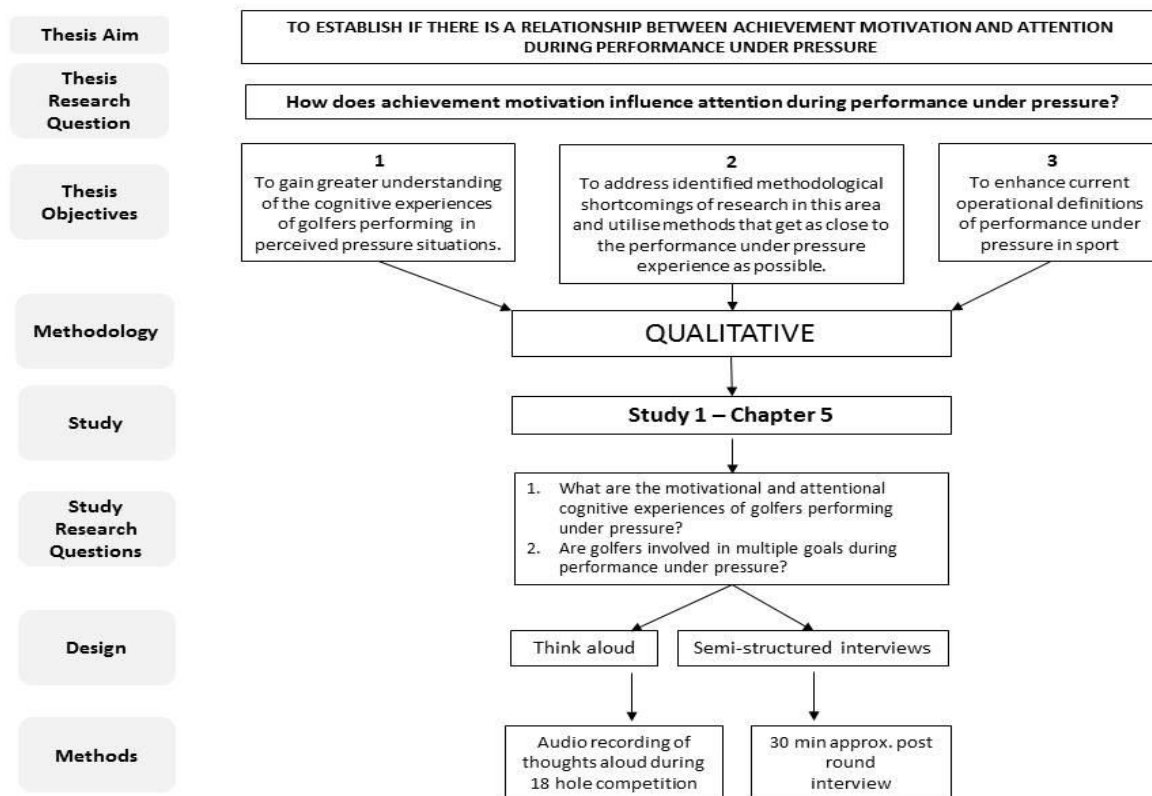 Thesis Aim
TO ESTABLISH IF THERE IS A RELATIONSHIP BETWEEN ACHIEVEMENT MOTIVATION AND ATTENTION
DURING PERFORMANCE UNDER PRESSURE
Thesis
Research
Question
How does achievement motivation influence attention during performance under pressure?
Thesis
Objectives
1
To gain greater understanding
of the cognitive experiences
of golfers performing in
perceived pressure situations.
2
To address identified methodological
shortcomings of research in this area
and utilise methods that get as close to
the performance under pressure
experience as possible.
3
To enhance current
operational definitions
of performance under
pressure in sport
Methodology
QUALITATIVE
Study
Study 1 – Chapter 5
Study
Research
Questions
1. What are the motivational and attentional
cognitive experiences of golfers performing
under pressure?
2. Are golfers involved in multiple goals during
performance under pressure?
Design
Think aloud
Semi-structured interviews
Methods
Audio recording of
thoughts aloud during
18 hole competition
30 min approx. post
round
interview